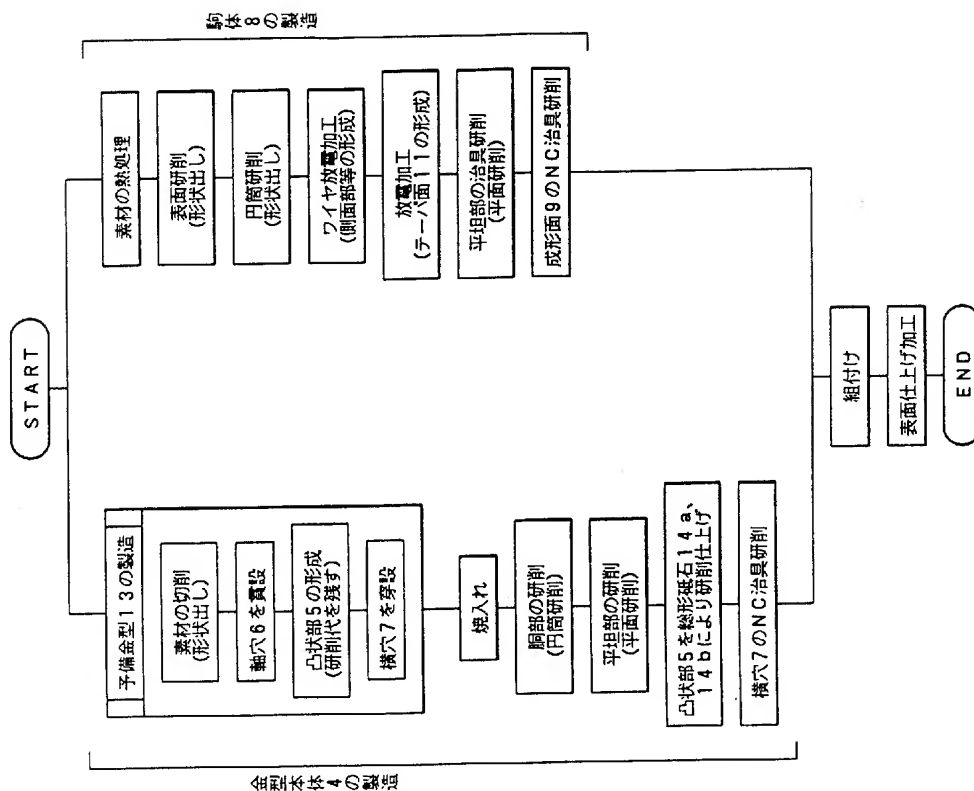 START
金型本体4の製造
予備金型13の製造
素材の切削
(形状出し)
軸穴6を貫設
凸状部5の形成
(研削代を残す)
横穴7を穿設
焼入れ
胴部の研削
(円筒研削)
平坦部の研削
(平面研削)
凸状部5を総形砥石14a、
14bにより研削仕上げ
横穴7のNC治具研削
駒体8の製造
素材の熱処理
表面研削
(形状出し)
円筒研削
(形状出し)
ワイヤ放電加工
(側面部等の形成)
放電加工
(テーパ面11の形成)
平坦部の治具研削
(平面研削)
成形面9のNC治具研削
組付け
表面仕上げ加工
END